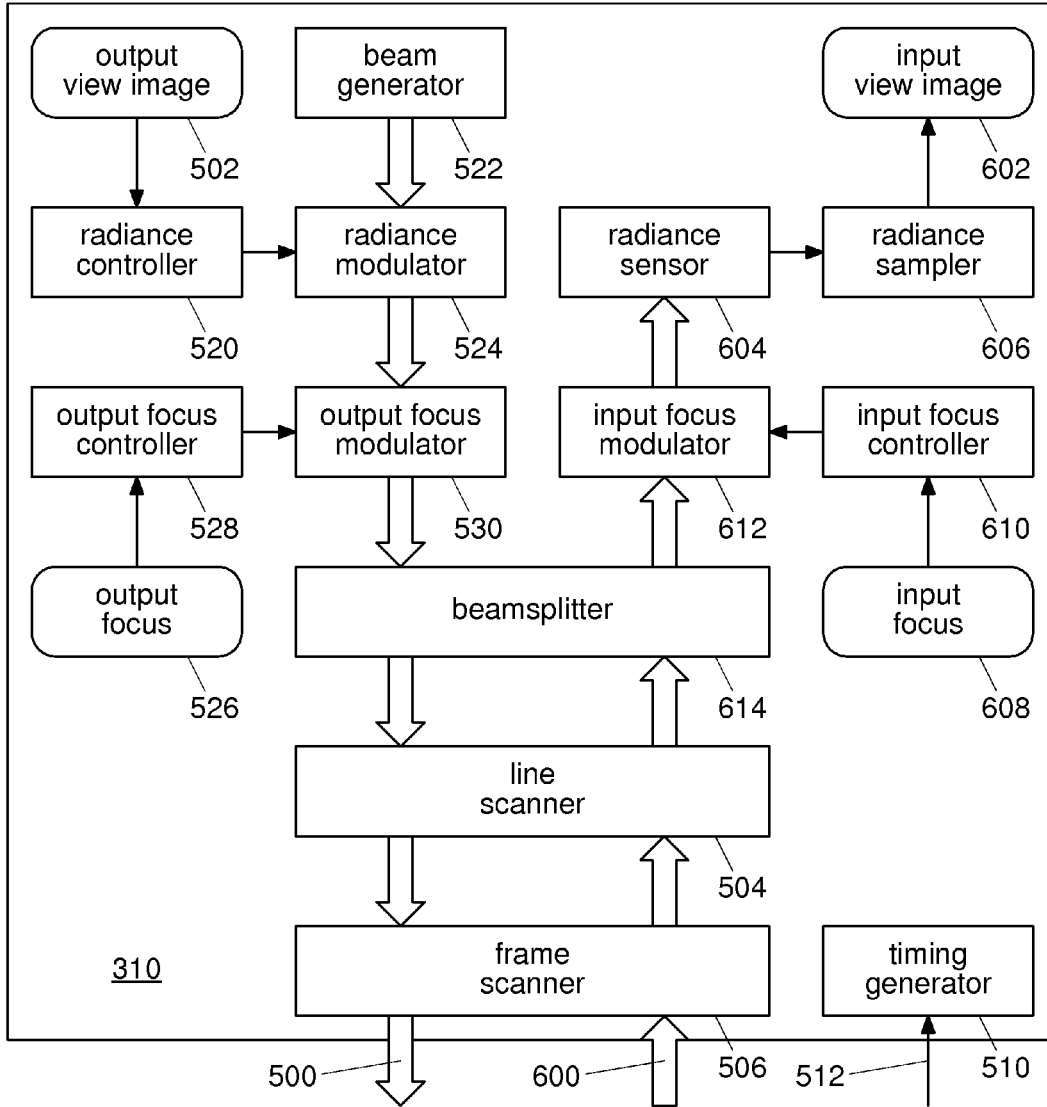 output
view image
502
beam
generator
522
input
view image
602
radiance
controller
520
radiance
modulator
524
radiance
sensor
604
radiance
sampler
606
output focus
controller
528
output focus
modulator
530
input focus
modulator
612
input focus
controller
610
output
focus
526
beamsplitter
614
input
focus
608
line
scanner
504
310
frame
scanner
506
timing
generator
510
500
600
512